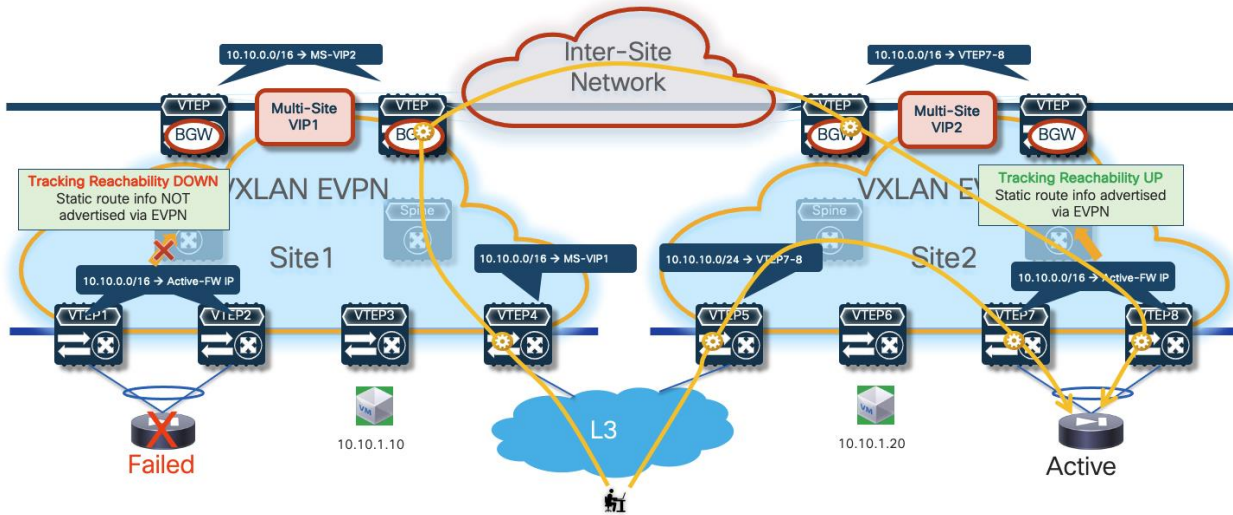 Inter-Site
Network
10.10.0.0/16 → MS-VIP2
10.10.0.0/16 → VTEP7-8
VTEP
BGW
Multi-Site
VIP1
VTEP
BGW
VTEP
BGW
Multi-Site
VIP2
VTEP
BGW
Tracking Reachability DOWN
Static route info NOT
advertised via EVPN
VXLAN EVPN
Spine
Site1
VXLAN EV
Spine
Site2
Tracking Reachability UP
Static route info advertised
via EVPN
10.10.0.0/16 → Active-FW IP
10.10.0.0/16 → MS-VIP1
10.10.10.0/24 → VTEP7-8
10.10.0.0/16 → Active-FW IP
VTEP1
VTEP2
VTEP3
VTEP4
VTEP5
VTEP6
VTEP7
VTEP8
VM
10.10.1.10
VM
10.10.1.20
L3
Failed
Active